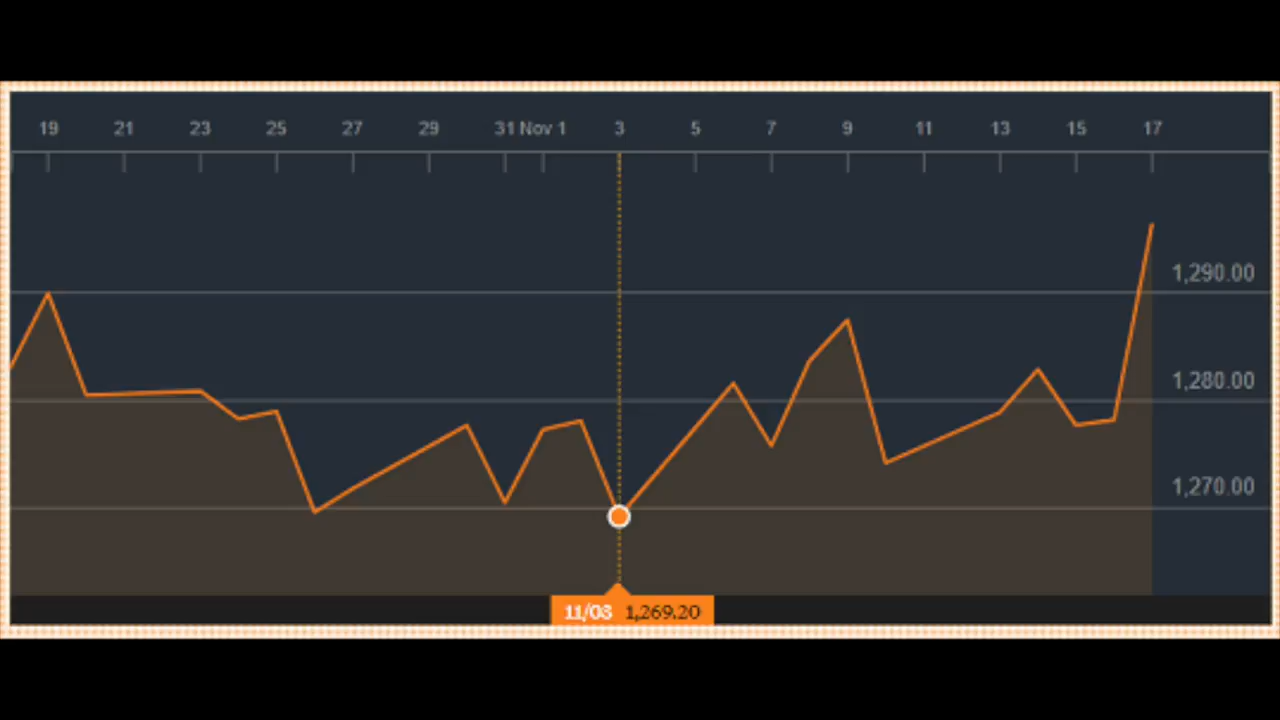 19 21 23 25 27 29 31 Nov 1 3 5 7 9 11 13 15 17
1,290.00
1,280.00
1,270.00
11/03 1,269.20